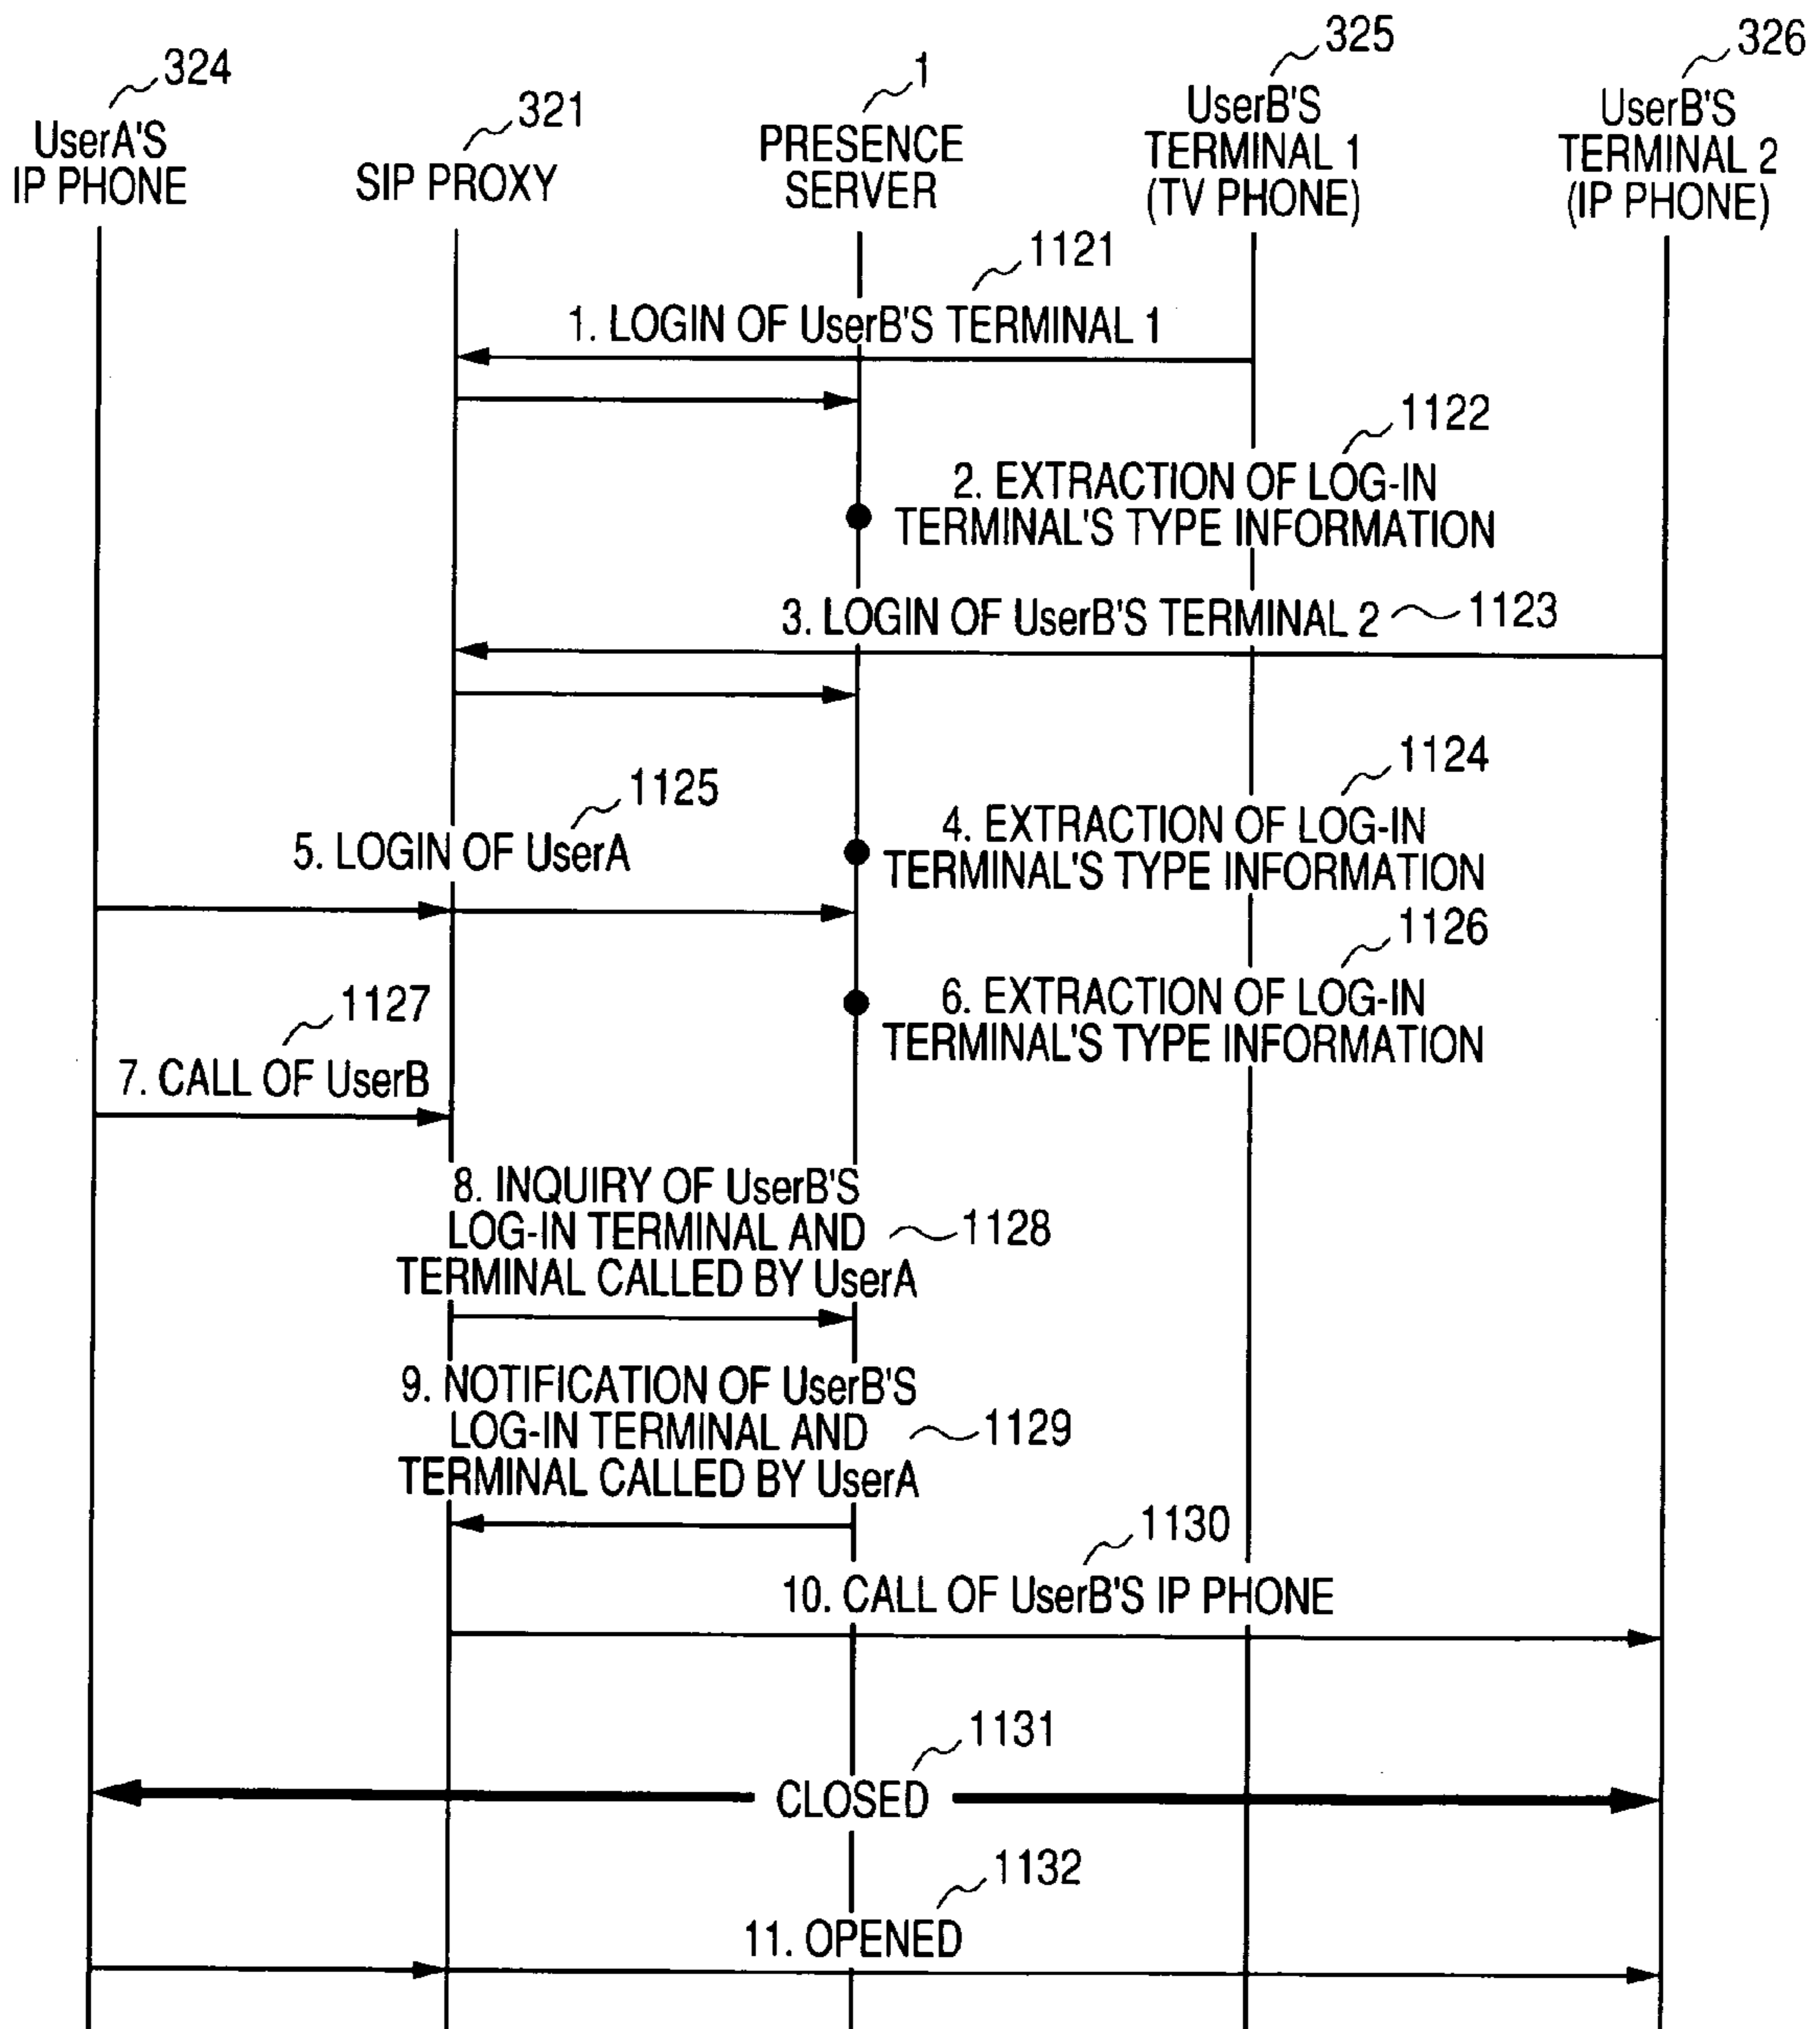 324
UserA'S
IP PHONE
321
SIP PROXY
1
PRESENCE
SERVER
325
UserB'S
TERMINAL 1
(TV PHONE)
326
UserB'S
TERMINAL 2
(IP PHONE)
1121
1. LOGIN OF UserB'S TERMINAL 1
1122
2. EXTRACTION OF LOG-IN
TERMINAL'S TYPE INFORMATION
3. LOGIN OF UserB'S TERMINAL 2 1123
1124
4. EXTRACTION OF LOG-IN
TERMINAL'S TYPE INFORMATION
1125
5. LOGIN OF UserA
1126
6. EXTRACTION OF LOG-IN
TERMINAL'S TYPE INFORMATION
1127
7. CALL OF UserB
8. INQUIRY OF UserB'S
LOG-IN TERMINAL AND 1128
TERMINAL CALLED BY UserA
9. NOTIFICATION OF UserB'S
LOG-IN TERMINAL AND 1129
TERMINAL CALLED BY UserA
1130
10. CALL OF UserB'S IP PHONE
1131
CLOSED
1132
11. OPENED